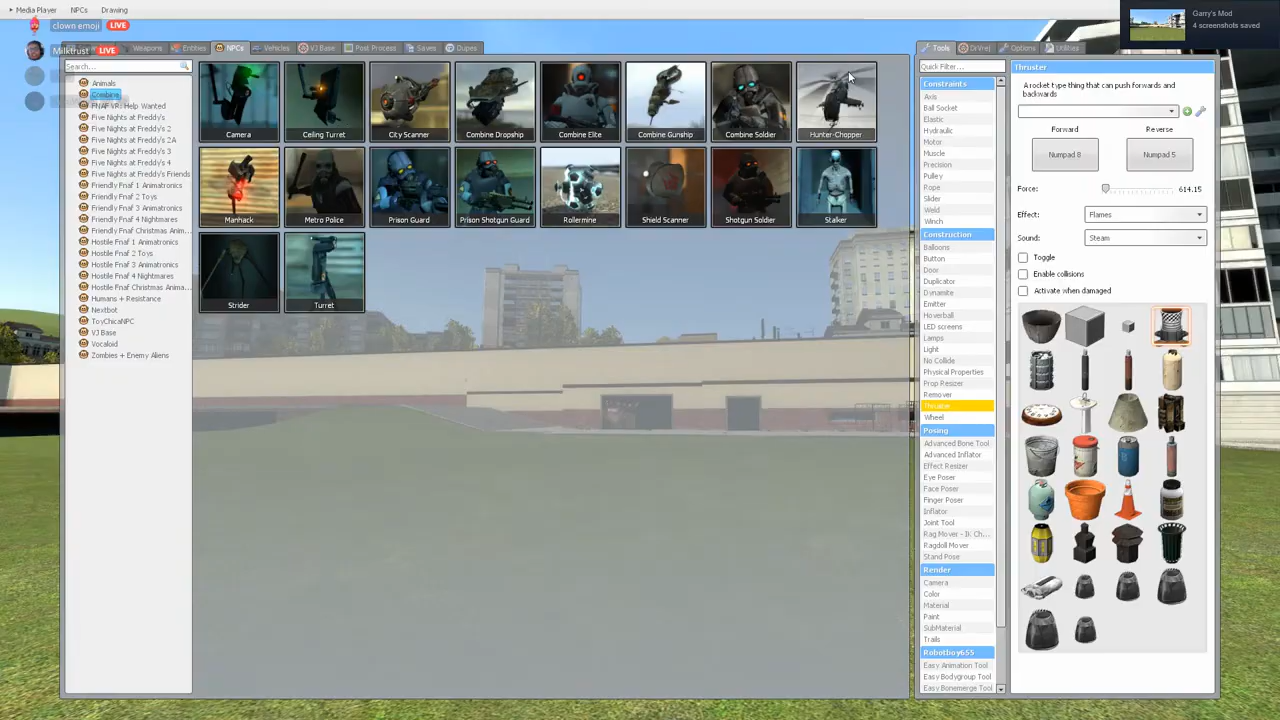 Media Player NPCs Drawing
clown emoji LIVE
Milktrust LIVE
Garry's Mod
4 screenshots saved
Weapons Entities NPCs Vehicles VJ Base Post Process Saves Dupes
Search...
Animals
Combine
FNAF VR: Help Wanted
Five Nights at Freddy's
Five Nights at Freddy's 2
Five Nights at Freddy's 2A
Five Nights at Freddy's 3
Five Nights at Freddy's 4
Five Nights at Freddy's Friends
Friendly Fnaf 1 Animatronics
Friendly Fnaf 2 Toys
Friendly Fnaf 3 Animatronics
Friendly Fnaf 4 Nightmares
Friendly Fnaf Christmas Anim...
Hostile Fnaf 1 Animatronics
Hostile Fnaf 2 Toys
Hostile Fnaf 3 Animatronics
Hostile Fnaf 4 Nightmares
Hostile Fnaf Christmas Anima...
Humans + Resistance
Nextbot
ToyChicaNPC
VJ Base
Vocaloid
Zombies + Enemy Aliens
Camera Ceiling Turret City Scanner Combine Dropship Combine Elite Combine Gunship Combine Soldier Hunter-Chopper
Manhack Metro Police Prison Guard Prison Shotgun Guard Rollermine Shield Scanner Shotgun Soldier Stalker
Strider Turret
Tools DrVrej Options Utilities
Quick Filter...
Constraints
Axis
Ball Socket
Elastic
Hydraulic
Motor
Muscle
Precision
Pulley
Rope
Slider
Weld
Winch
Construction
Balloons
Button
Door
Duplicator
Dynamite
Emitter
Hoverball
LED screens
Lamps
Light
No Collide
Physical Properties
Prop Resizer
Remover
Thruster
Wheel
Posing
Advanced Bone Tool
Advanced Inflator
Effect Resizer
Eye Poser
Face Poser
Finger Poser
Inflator
Joint Tool
Ragdoll Mover
Stand Pose
Render
Camera
Color
Material
Paint
SubMaterial
Trails
Robotboy655
Easy Animation Tool
Easy Bodygroup Tool
Easy Bonemerge Tool
Thruster
A rocket type thing that can push forwards and
backwards
Forward Reverse
Numpad 8 Numpad 5
Force: 614.15
Effect: Flames
Sound: Steam
Toggle
Enable collisions
Activate when damaged